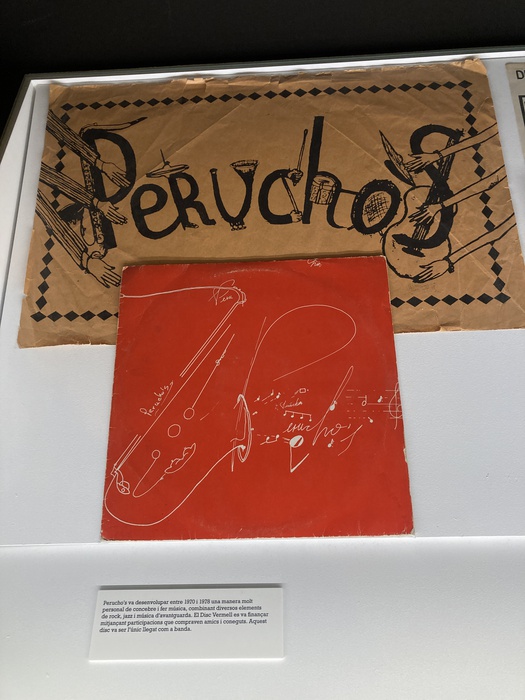 D
PERUchoS
Perucho's
Peruchos
Perucho's va desenvolupar entre 1970 i 1978 una manera molt
personal de concebre i fer música, combinant diversos elements
de rock, jazz i música d'avantguarda. El Disc Vermell es va finançar
mitjançant participacions que compraven amics i coneguts. Aquest
disc va ser l'únic llegat com a banda.